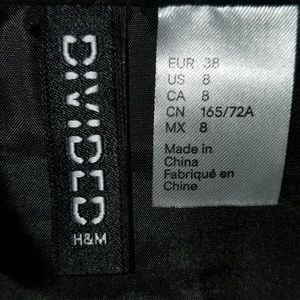 DIVIDED
H&M
EUR 38
US 8
CA 8
CN 165/72A
MX 8
Made in
China
Fabriqué en
Chine